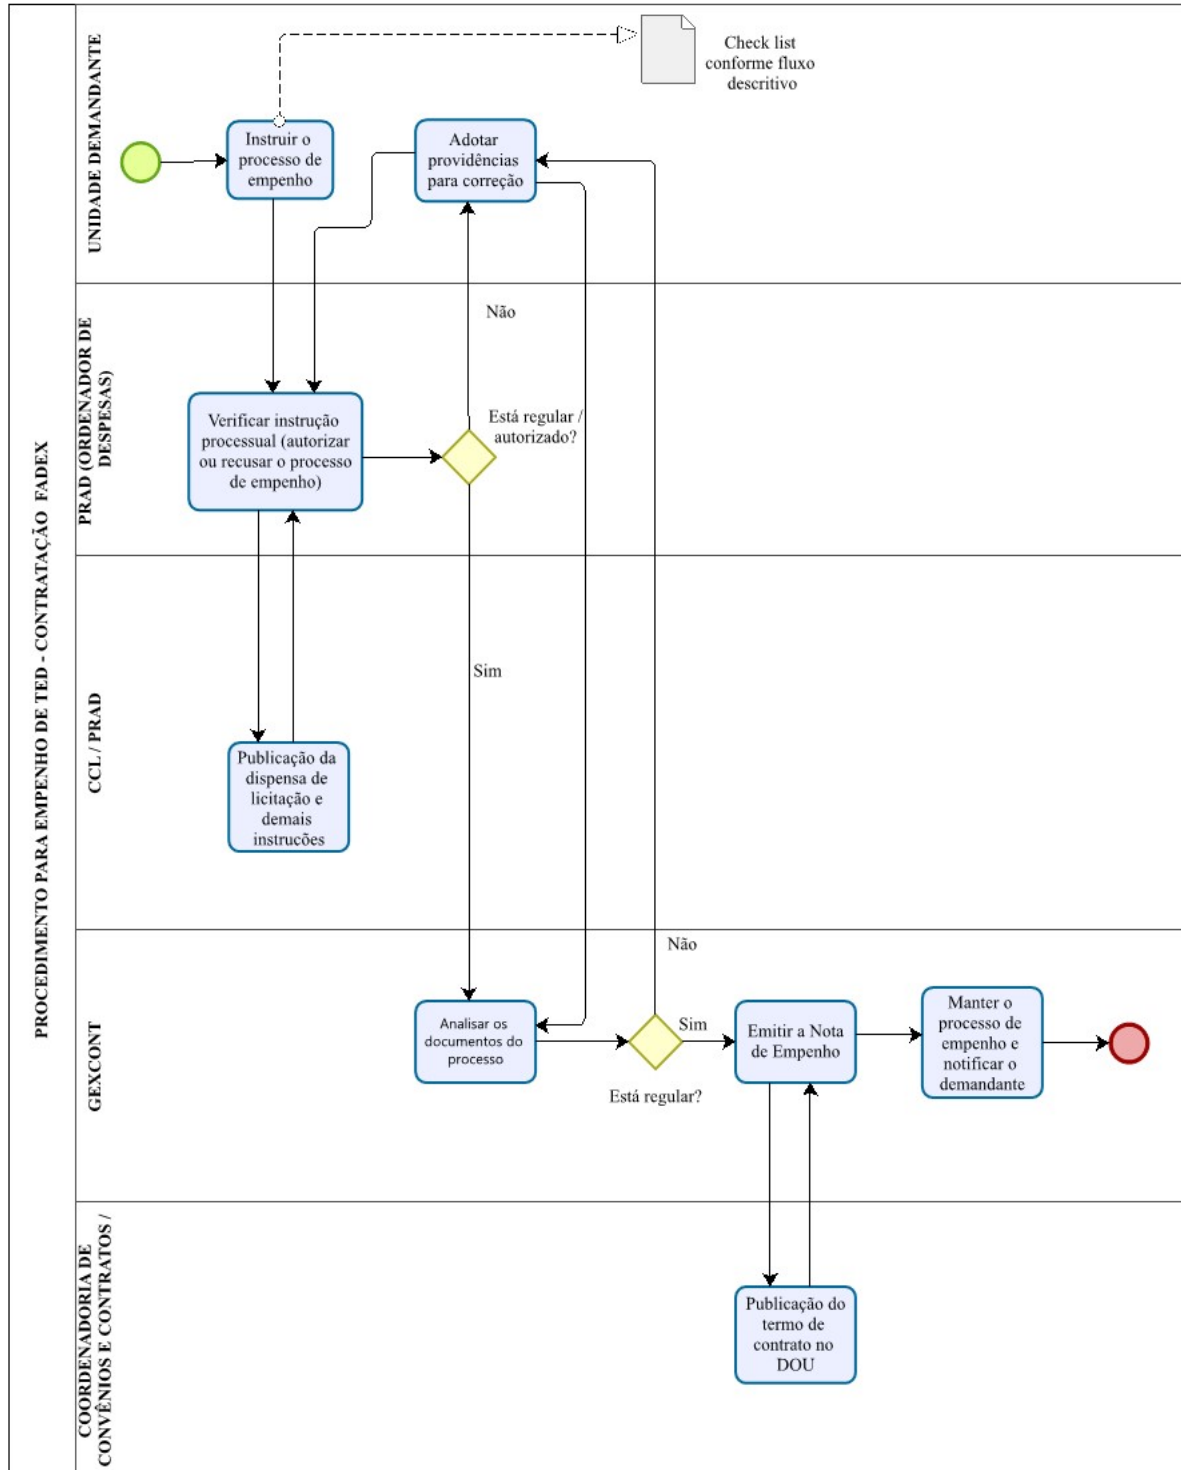 PROCEDIMENTO PARA EMPENHO DE TED - CONTRATAÇÃO FADEX
UNIDADE DEMANDANTE
Check list
conforme fluxo
descritivo
Instruir o
processo de
empenho
Adotar
providências
para correção
PRAD (ORDENADOR DE
DESPESAS)
Não
Verificar instrução
processual (autorizar
ou recusar o processo
de empenho)
Está regular /
autorizado?
CCL / PRAD
Sim
Publicação da
dispensa de
licitação e
demais
instrucões
GEXCONT
Não
Analisar os
documentos do
processo
Sim
Está regular?
Emitir a Nota
de Empenho
Manter o
processo de
empenho e
notificar o
demandante
COORDENADORIA DE
CONVÊNIOS E CONTRATOS /
Publicação do
termo de
contrato no
DOU